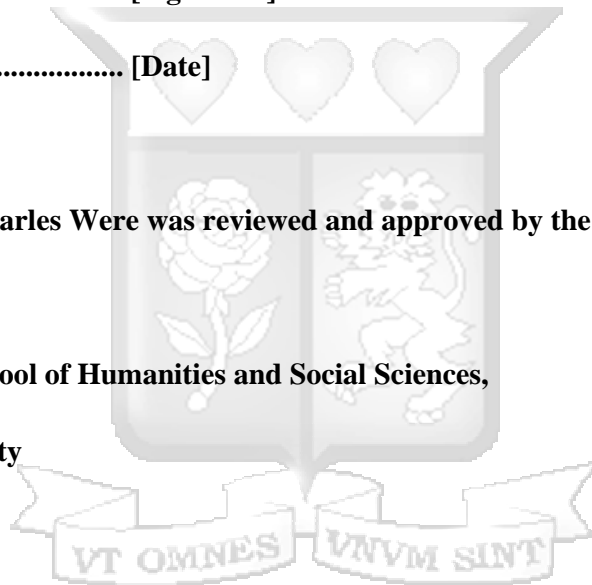 .................. [Date]
arles Were was reviewed and approved by the
ool of Humanities and Social Sciences,
ty
VT OMNES VNVM SINT